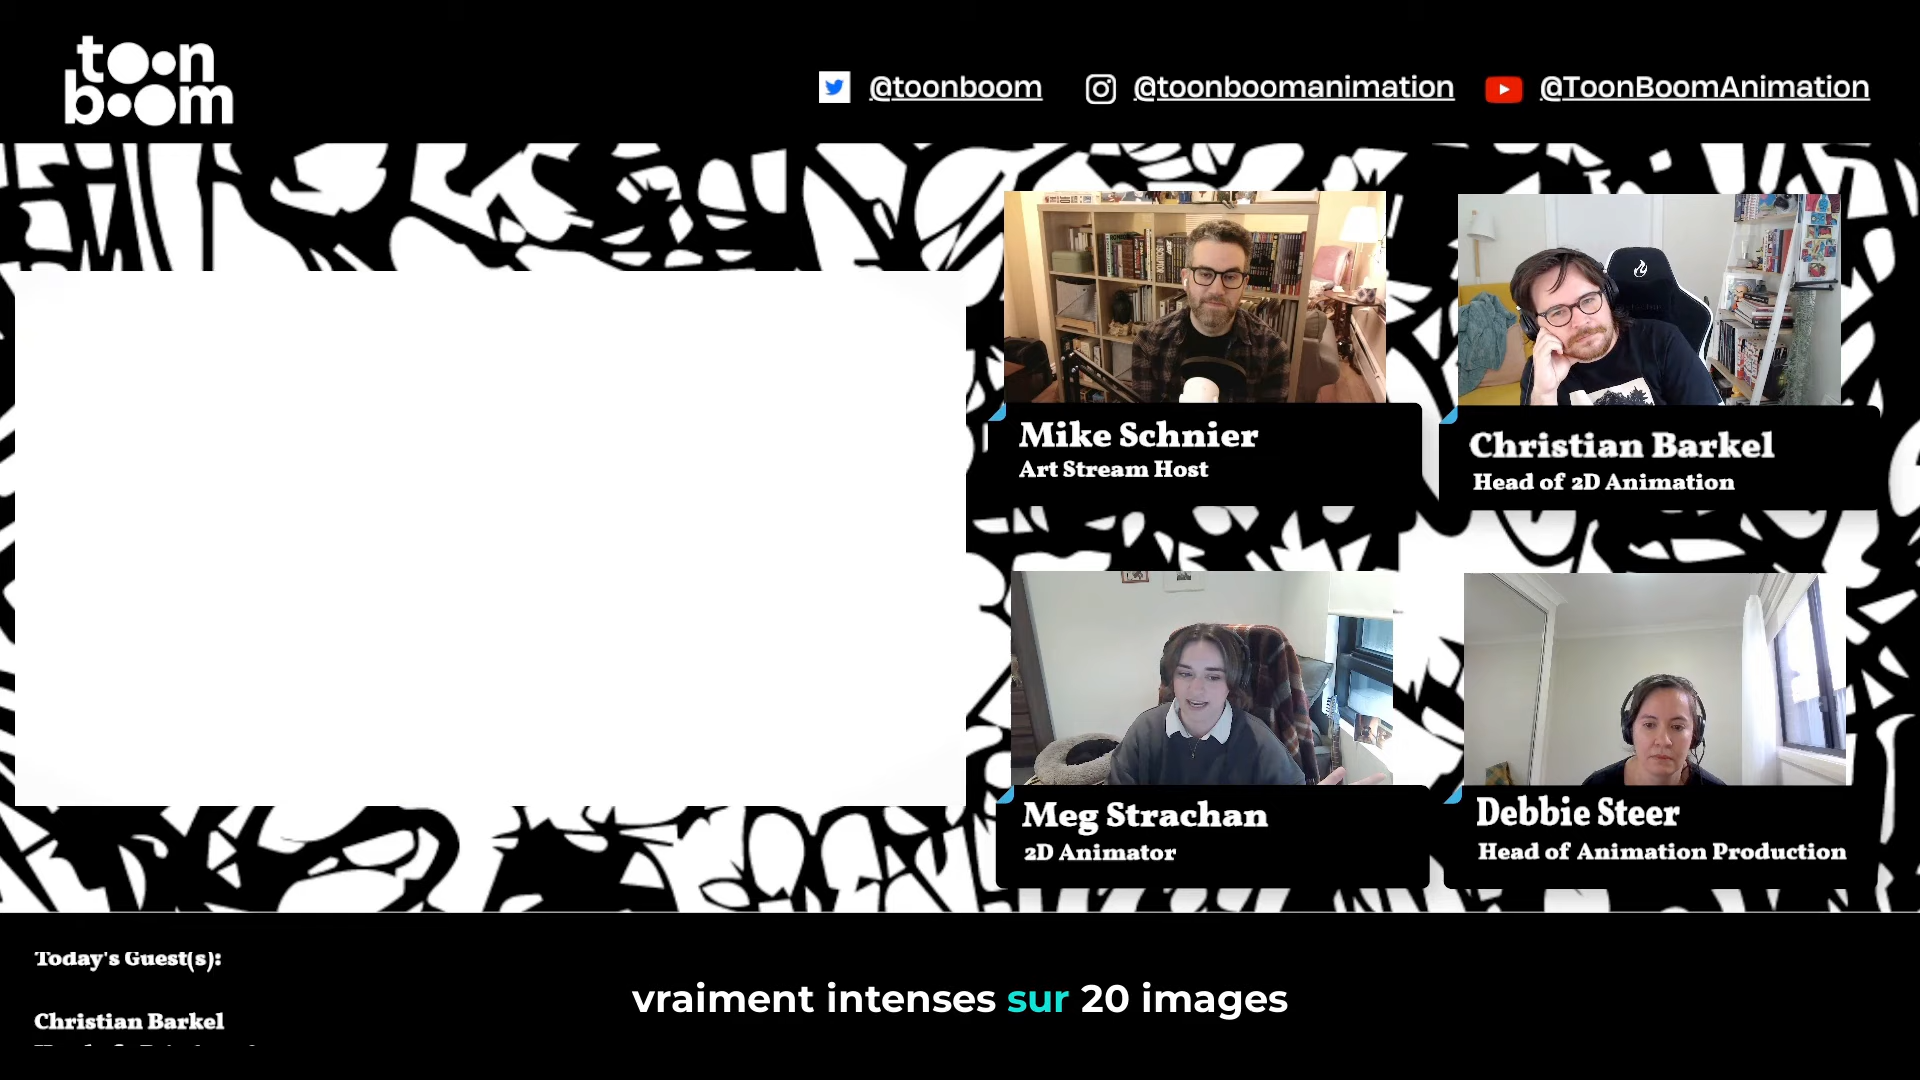 toon
boom
@toonboom
@toonboomanimation
@ToonBoomAnimation
Mike Schnier
Art Stream Host
Christian Barkel
Head of 2D Animation
Meg Strachan
2D Animator
Debbie Steer
Head of Animation Production
Today's Guest(s):
Christian Barkel
vraiment intenses sur 20 images